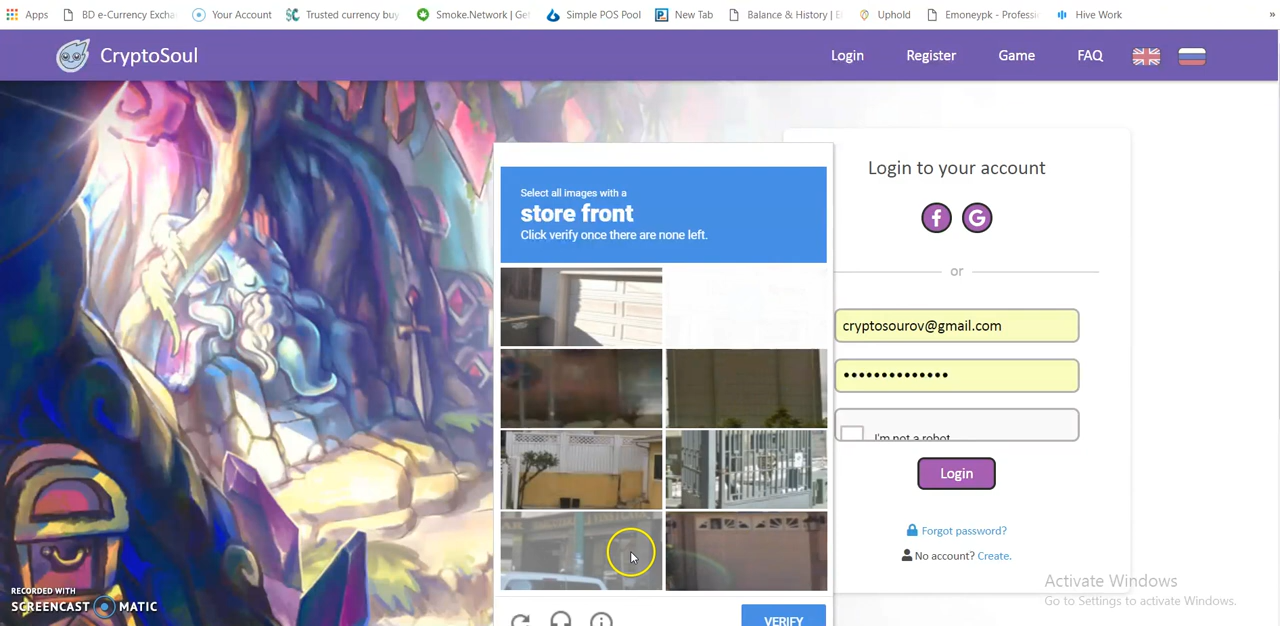 Apps
BD e-Currency Excha
Your Account
Trusted currency buy
Smoke.Network | Get
Simple POS Pool
New Tab
Balance & History | E
Uphold
Emoneypk - Professi
Hive Work
»
CryptoSoul
Login
Register
Game
FAQ
Select all images with a
store front
Click verify once there are none left.
Login to your account
or
cryptosourov@gmail.com
••••••••••••••
I'm not a robot
Login
Forgot password?
No account? Create.
VERIFY
Activate Windows
Go to Settings to activate Windows.
RECORDED WITH
SCREENCAST MATIC